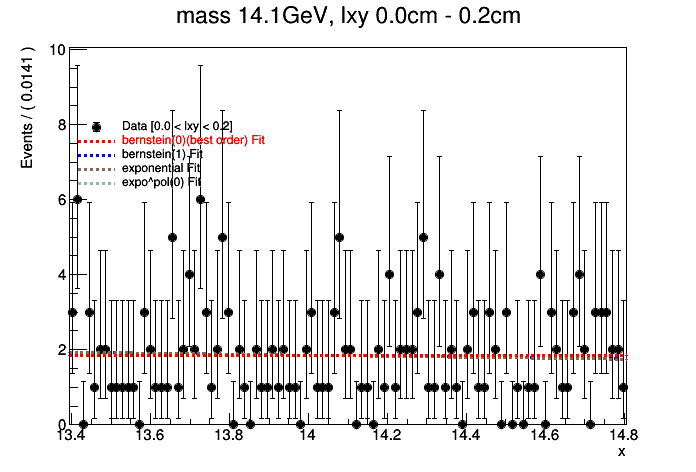 mass 14.1GeV, lxy 0.0cm - 0.2cm
Events / ( 0.0141 )
10
8
6
4
2
0
Data [0.0 < lxy < 0.2]
bernstein(0)(best order) Fit
bernstein(1) Fit
exponential Fit
expo^pol(0) Fit
13.4 13.6 13.8 14 14.2 14.4 14.6 14.8
x